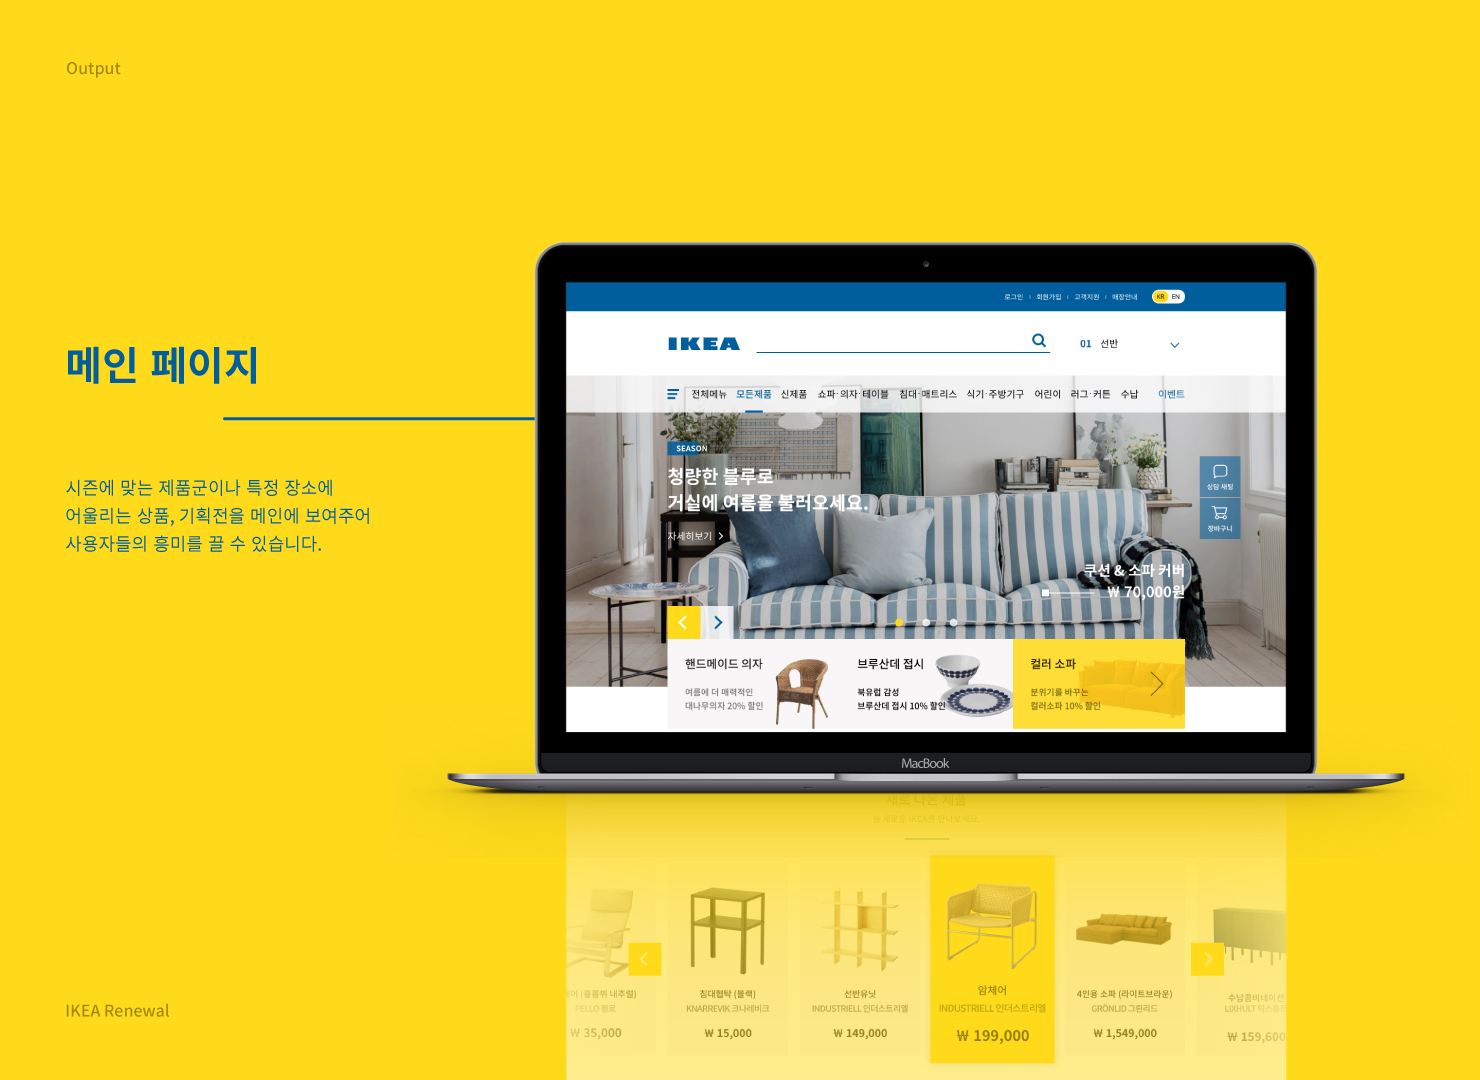 Output
메인 페이지
시즌에 맞는 제품군이나 특정 장소에
어울리는 상품, 기획전을 메인에 보여주어
사용자들의 흥미를 끌 수 있습니다.
로그인 회원가입 고객지원 매장안내 KR EN
IKEA 01 선반
전체메뉴 모든제품 신제품 쇼파·의자·테이블 침대·매트리스 식기·주방기구 어린이 러그·커튼 수납 이벤트
SEASON
청량한 블루로
거실에 여름을 불러오세요.
자세히보기
상담 채팅
장바구니
쿠션 & 소파 커버
₩ 70,000원
핸드메이드 의자
여름에 더 매력적인
대나무의자 20% 할인
브루산데 접시
북유럽 감성
브루산데 접시 10% 할인
컬러 소파
분위기를 바꾸는
컬러소파 10% 할인
MacBook
새로 나온 제품
(흘름뷔 내추럴)
PELLO 펠로
₩ 35,000
침대협탁 (블랙)
KNARREVIK 크나레비크
₩ 15,000
선반유닛
INDUSTRIELL 인더스트리엘
₩ 149,000
암체어
INDUSTRIELL 인더스트리엘
₩ 199,000
4인용 소파 (라이트브라운)
GRÖNLID 그뢴리드
₩ 1,549,000
수납콤비네이션
LIXHULT
₩ 159,600
IKEA Renewal